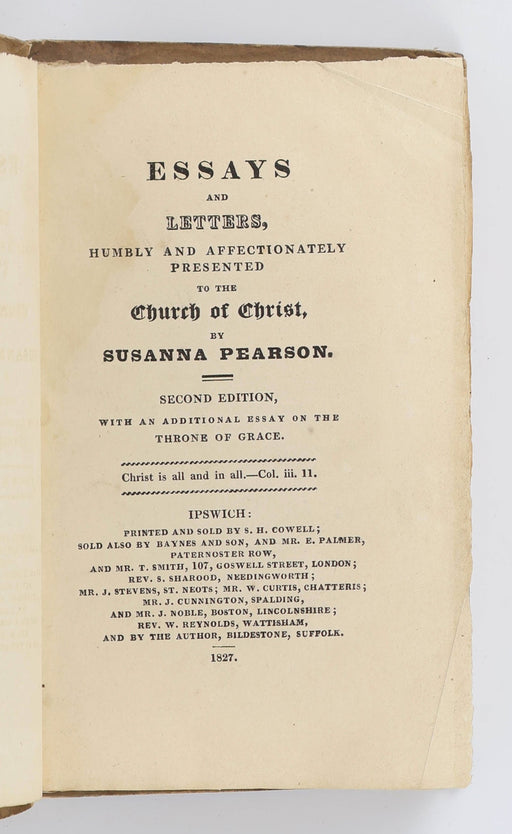 ESSAYS
AND
LETTERS,
HUMBLY AND AFFECTIONATELY
PRESENTED
TO THE
Church of Christ,
BY
SUSANNA PEARSON.
SECOND EDITION,
WITH AN ADDITIONAL ESSAY ON THE
THRONE OF GRACE.
Christ is all and in all.—Col. iii. 11.
IPSWICH:
PRINTED AND SOLD BY S. H. COWELL;
SOLD ALSO BY BAYNES AND SON, AND MR. E. PALMER,
PATERNOSTER ROW,
AND MR. T. SMITH, 107, GOSWELL STREET, LONDON;
REV. S. SHAROOD, NEEDINGWORTH;
MR. J. STEVENS, ST. NEOTS; MR. W. CURTIS, CHATTERIS;
MR. J. CUNNINGTON, SPALDING,
AND MR. J. NOBLE, BOSTON, LINCOLNSHIRE;
REV. W. REYNOLDS, WATTISHAM,
AND BY THE AUTHOR, BILDESTONE, SUFFOLK.
1827.